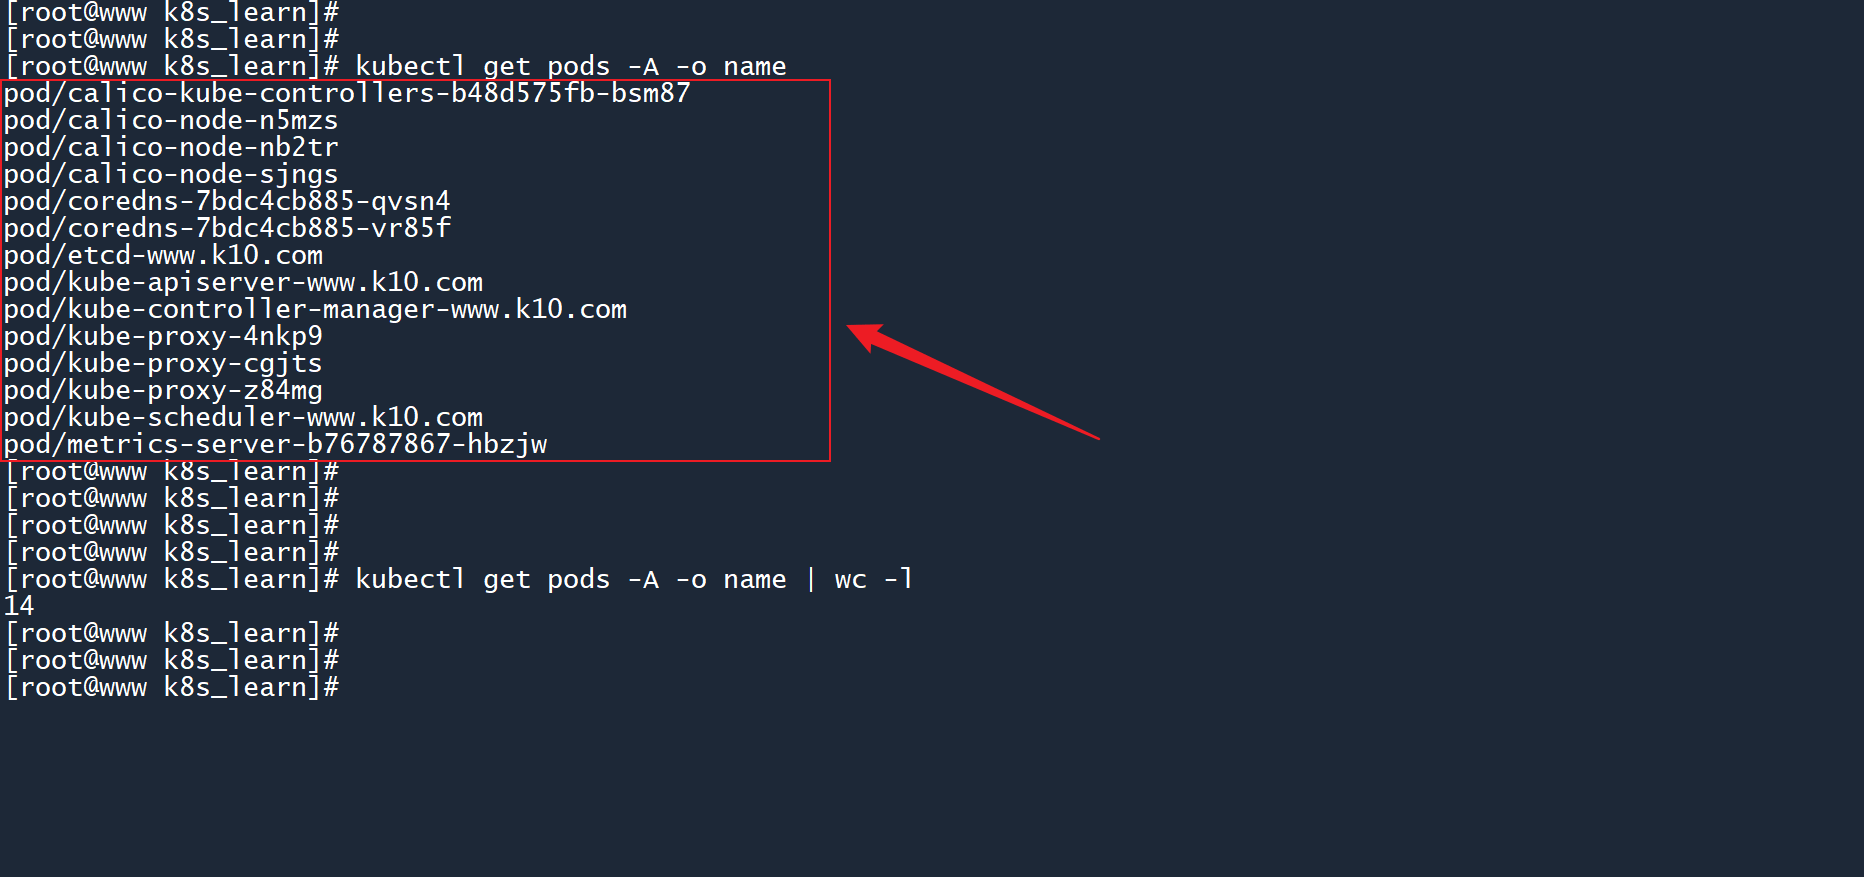 [root@www k8s_learn]#
[root@www k8s_learn]#
[root@www k8s_learn]# kubectl get pods -A -o name
pod/calico-kube-controllers-b48d575fb-bsm87
pod/calico-node-n5mzs
pod/calico-node-nb2tr
pod/calico-node-sjngs
pod/coredns-7bdc4cb885-qvsn4
pod/coredns-7bdc4cb885-vr85f
pod/etcd-www.k10.com
pod/kube-apiserver-www.k10.com
pod/kube-controller-manager-www.k10.com
pod/kube-proxy-4nkp9
pod/kube-proxy-cgjts
pod/kube-proxy-z84mg
pod/kube-scheduler-www.k10.com
pod/metrics-server-b76787867-hbzjw
[root@www k8s_learn]#
[root@www k8s_learn]#
[root@www k8s_learn]#
[root@www k8s_learn]#
[root@www k8s_learn]# kubectl get pods -A -o name | wc -l
14
[root@www k8s_learn]#
[root@www k8s_learn]#
[root@www k8s_learn]#